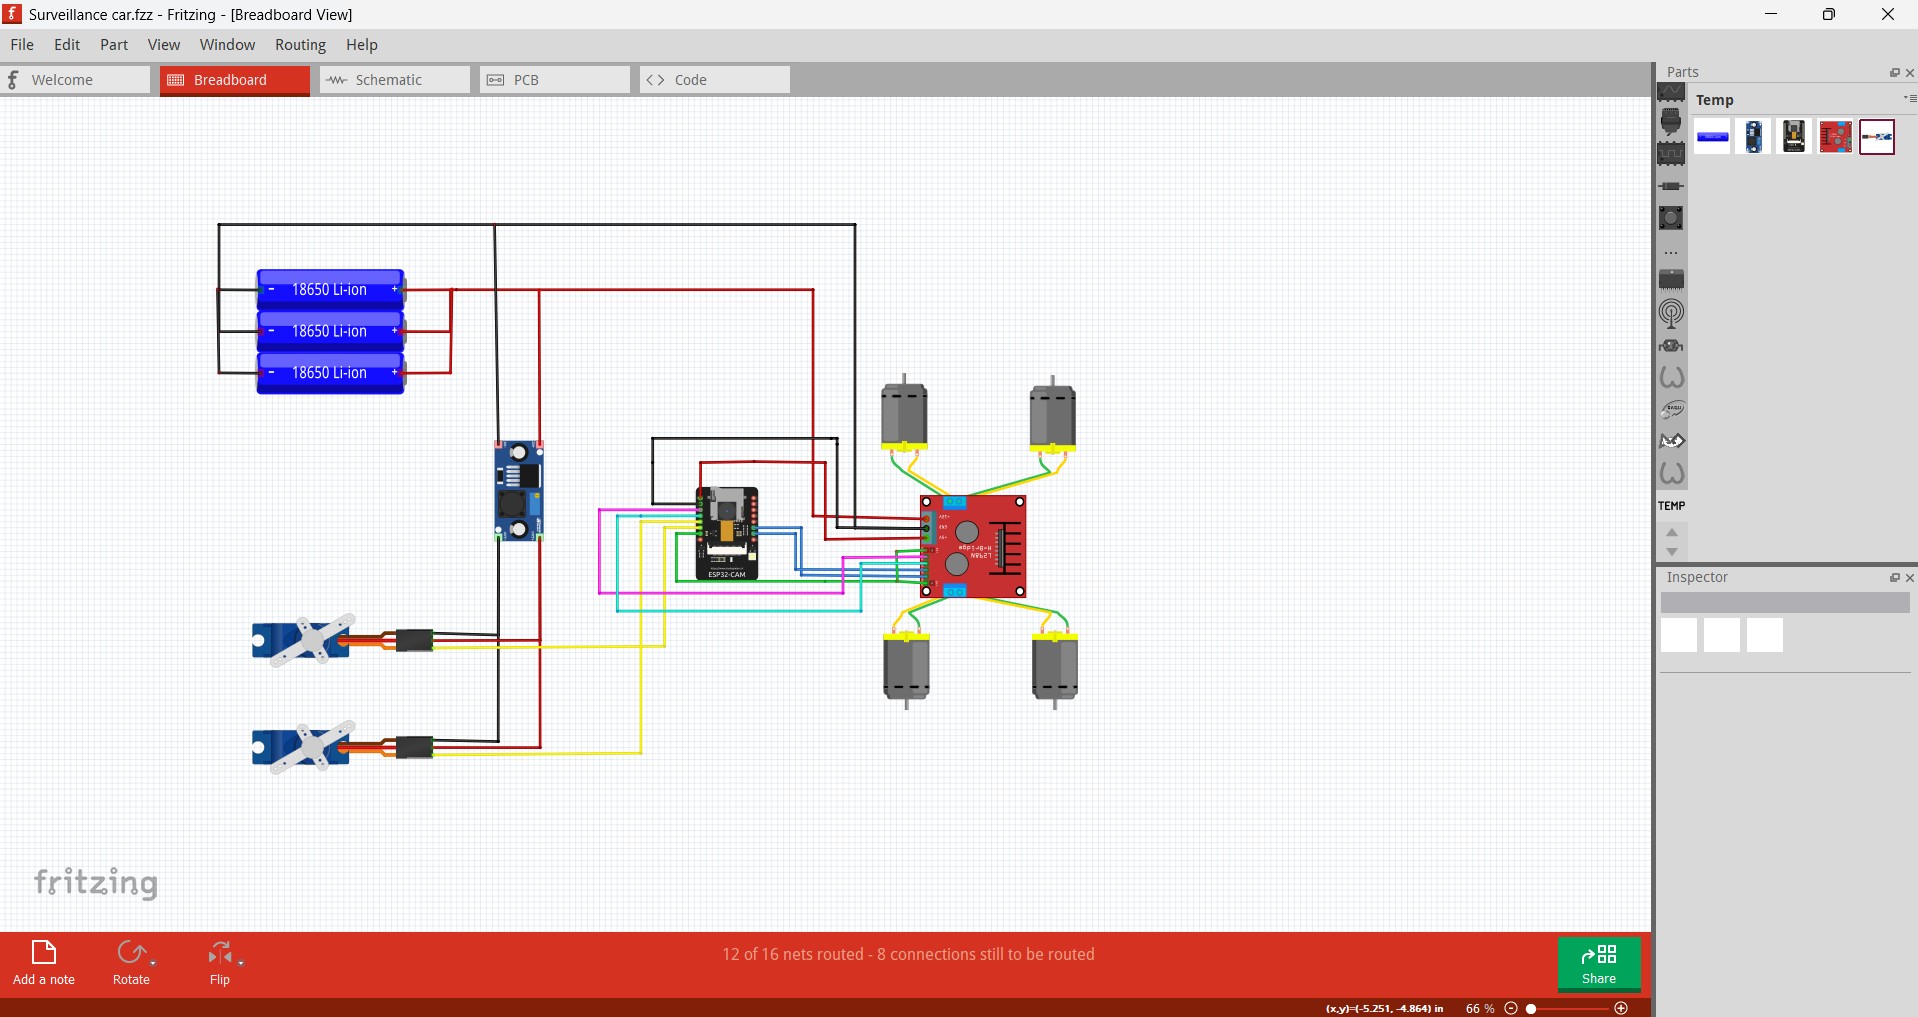 Surveillance car.fzz - Fritzing - [Breadboard View]
File Edit Part View Window Routing Help
Welcome Breadboard Schematic PCB Code
Parts
Temp
- 18650 Li-ion +
- 18650 Li-ion +
- 18650 Li-ion +
L298N
H-Bridge
ESP32-CAM
TEMP
Inspector
fritzing
Add a note
Rotate
Flip
12 of 16 nets routed - 8 connections still to be routed
Share
(x,y)=(-5.251, -4.864) in 66 %